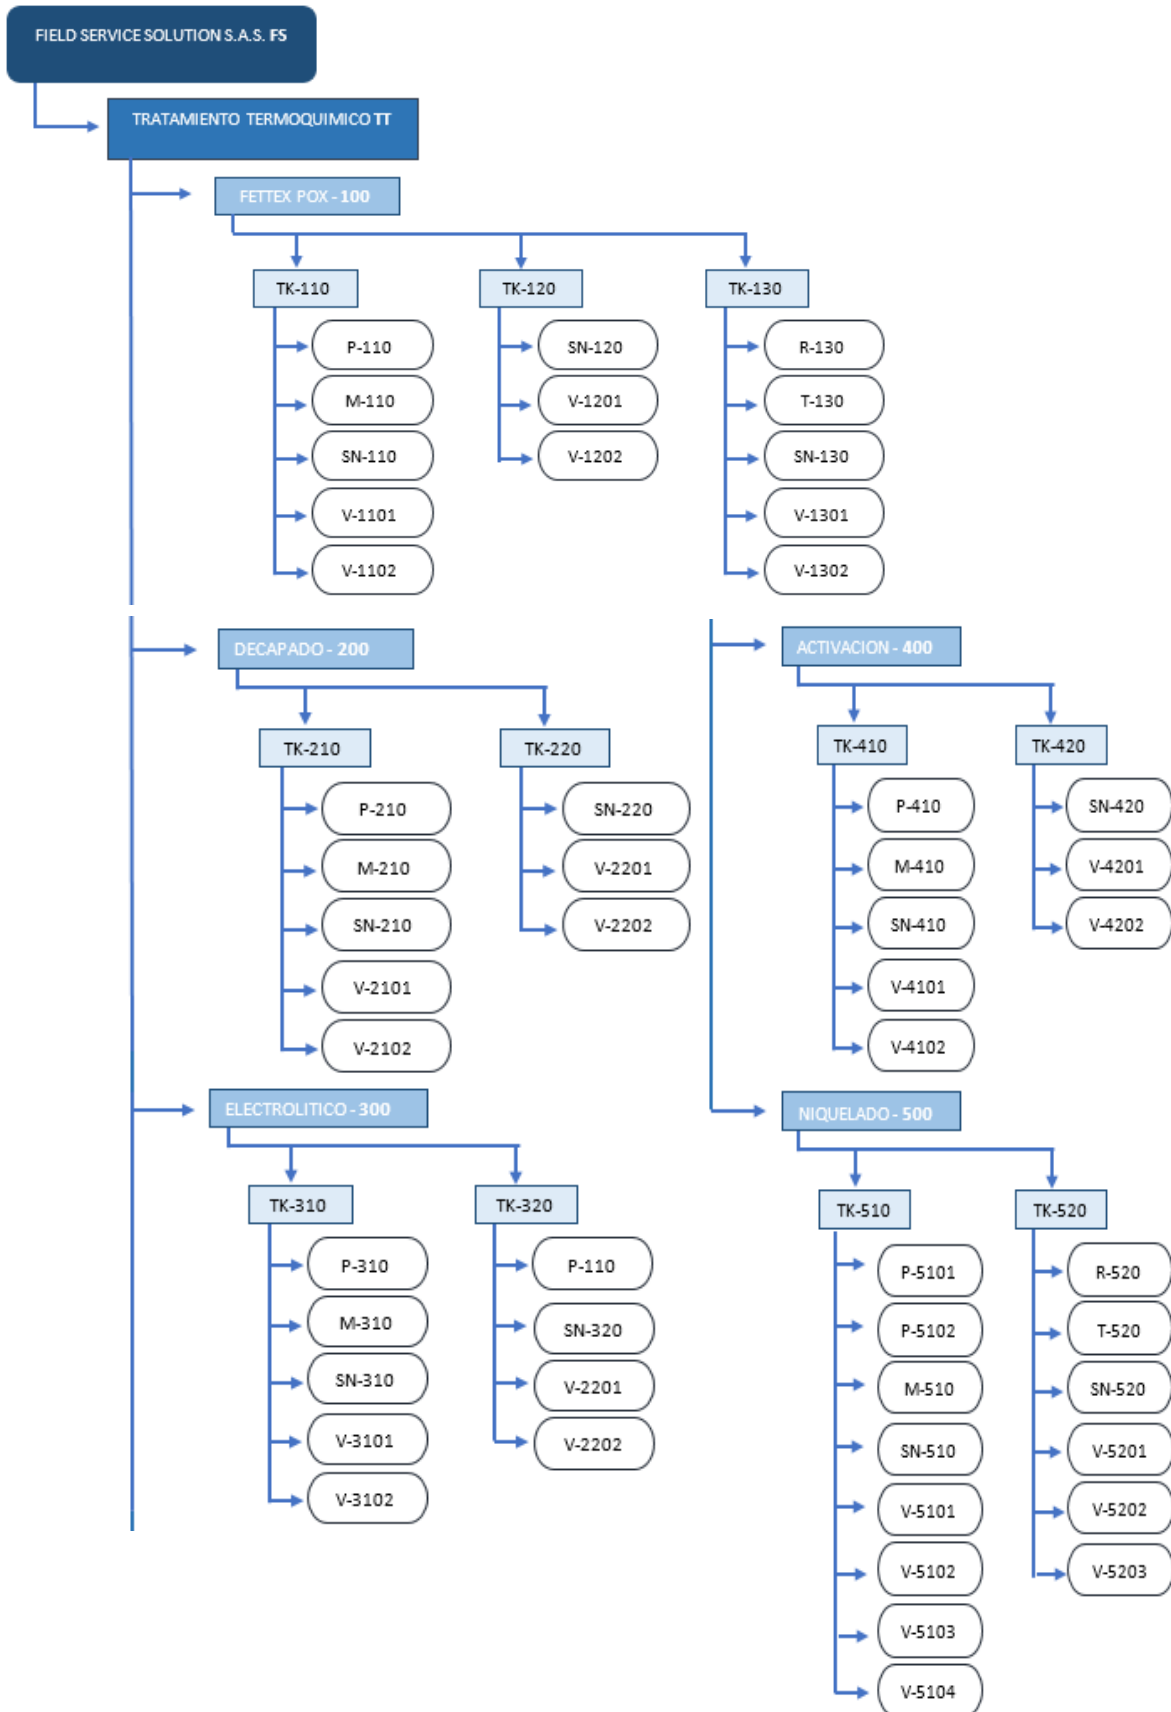 FIELD SERVICE SOLUTION S.A.S. FS
TRATAMIENTO TERMOQUIMICO TT
FETTEX POX - 100
TK-110
TK-120
TK-130
P-110
SN-120
R-130
M-110
V-1201
T-130
SN-110
V-1202
SN-130
V-1101
V-1301
V-1102
V-1302
DECAPADO - 200
ACTIVACION - 400
TK-210
TK-220
TK-410
TK-420
P-210
SN-220
P-410
SN-420
M-210
V-2201
M-410
V-4201
SN-210
V-2202
SN-410
V-4202
V-2101
V-4101
V-2102
V-4102
ELECTROLITICO - 300
NIQUELADO - 500
TK-310
TK-320
TK-510
TK-520
P-310
P-110
P-5101
R-520
M-310
SN-320
P-5102
T-520
SN-310
V-2201
M-510
SN-520
V-3101
V-2202
SN-510
V-5201
V-3102
V-5101
V-5202
V-5102
V-5203
V-5103
V-5104